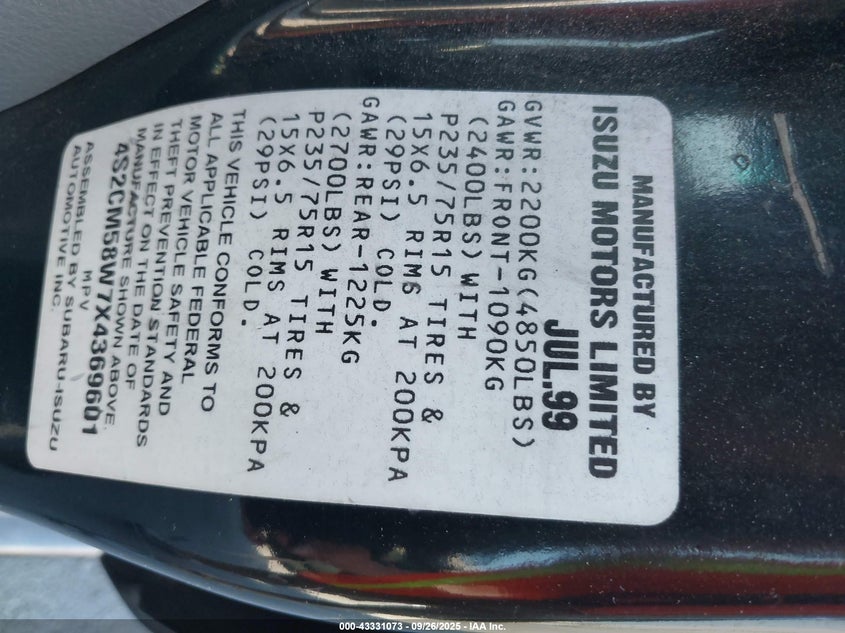 MANUFACTURED BY
ISUZU MOTORS LIMITED
JUL.99
GVWR:2200KG(4850LBS)
GAWR:FRONT-1090KG
(2400LBS) WITH
P235/75R15 TIRES &
15X6.5 RIMS AT 200KPA
(29PSI) COLD.
GAWR:REAR-1225KG
(2700LBS) WITH
P235/75R15 TIRES &
15X6.5 RIMS AT 200KPA
(29PSI) COLD.
THIS VEHICLE CONFORMS TO
ALL APPLICABLE FEDERAL
MOTOR VEHICLE SAFETY AND
THEFT PREVENTION STANDARDS
IN EFFECT ON THE DATE OF
MANUFACTURE SHOWN ABOVE.
4S2CM58W7X4369601
MPV
ASSEMBLED BY SUBARU-ISUZU
AUTOMOTIVE INC.
000-43331073 - 09/26/2025 - IAA Inc.